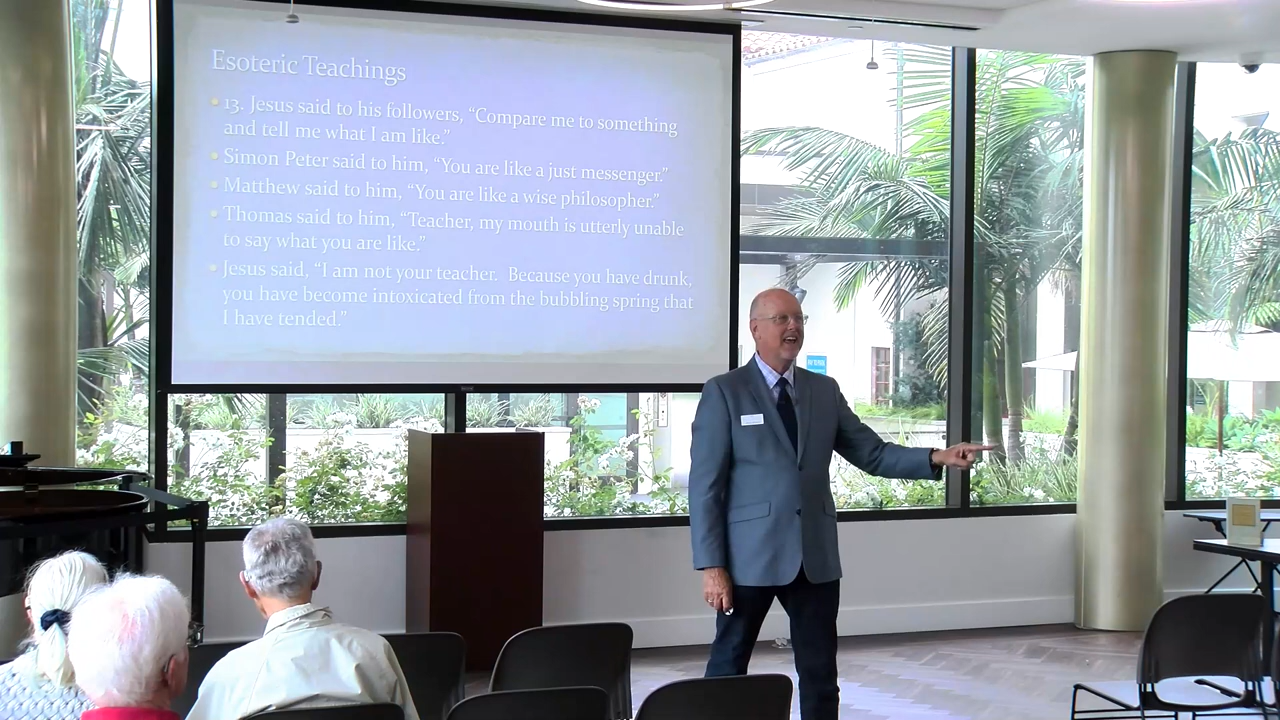 Esoteric Teachings
• 13. Jesus said to his followers, “Compare me to something
and tell me what I am like.”
• Simon Peter said to him, “You are like a just messenger.”
• Matthew said to him, “You are like a wise philosopher.”
• Thomas said to him, “Teacher, my mouth is utterly unable
to say what you are like.”
• Jesus said, “I am not your teacher.  Because you have drunk,
you have become intoxicated from the bubbling spring that
I have tended.”